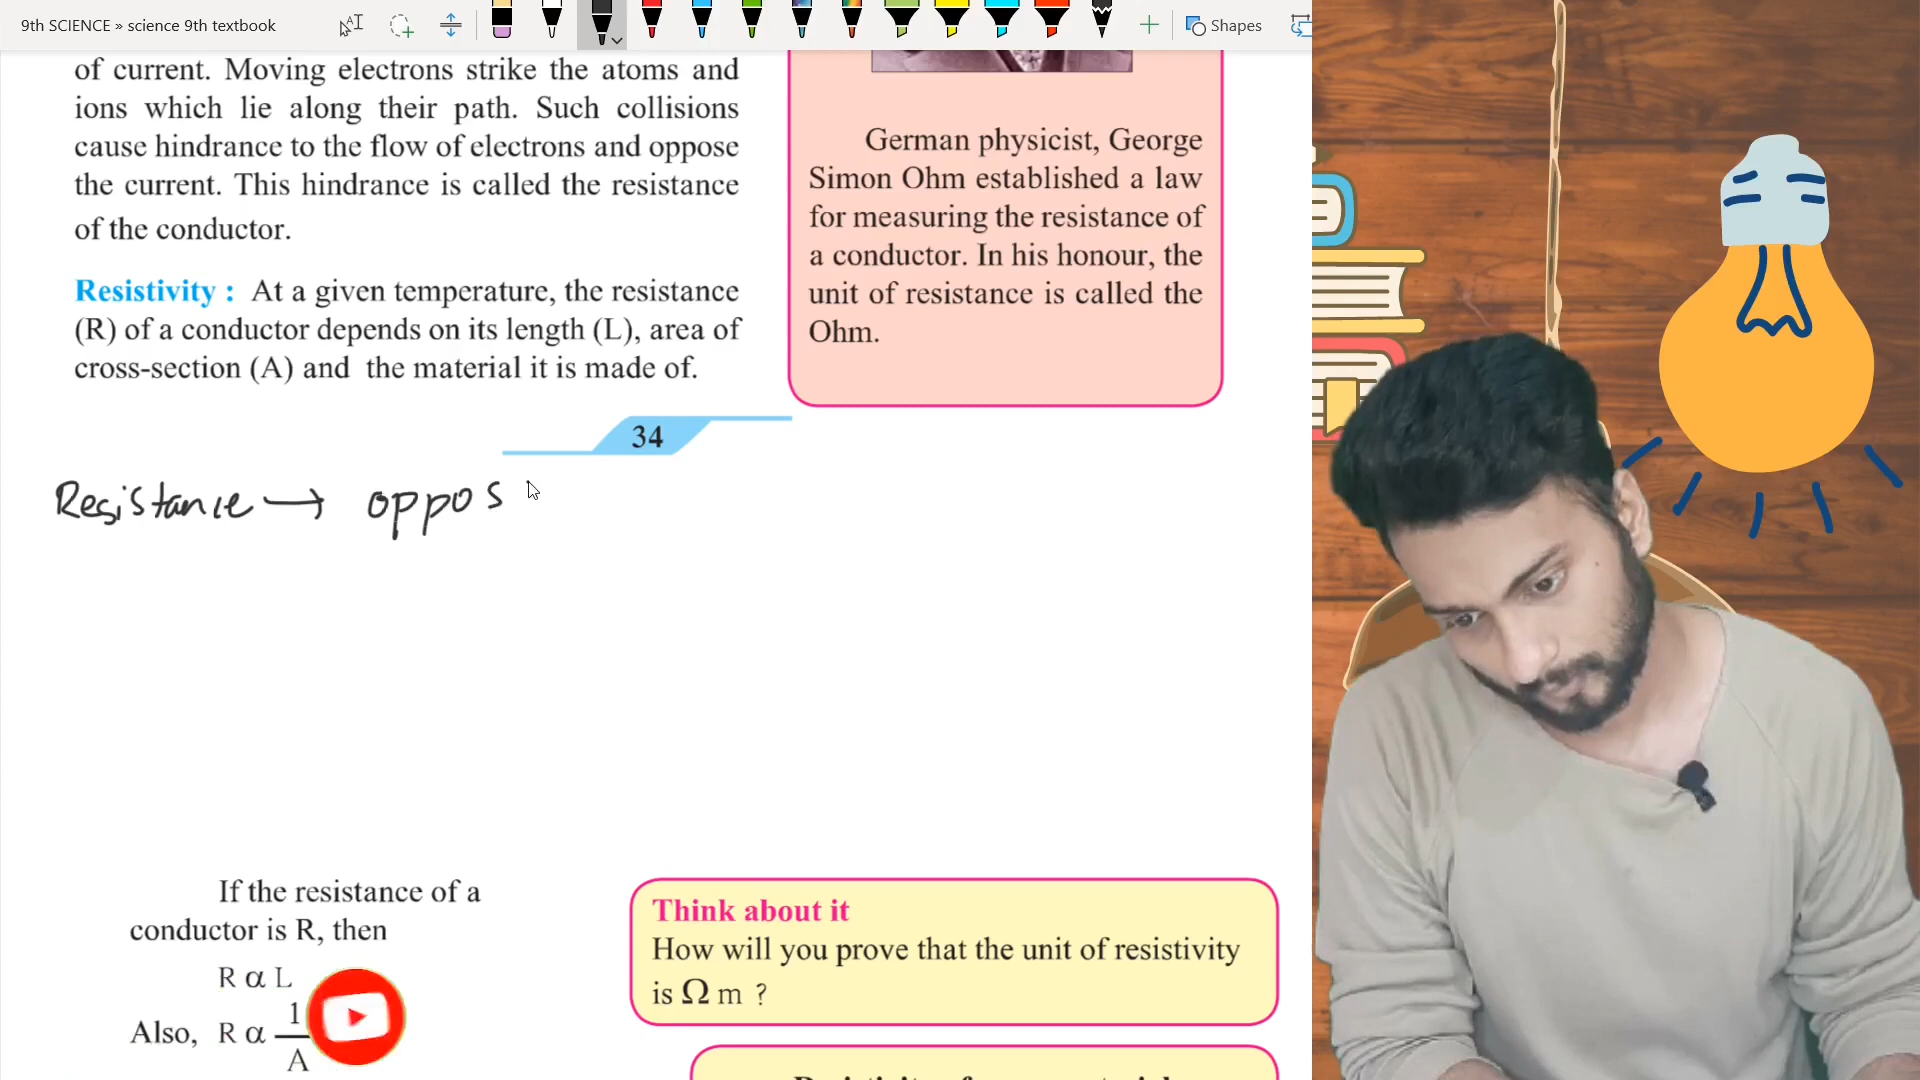 9th SCIENCE » science 9th textbook
Shapes
of current. Moving electrons strike the atoms and
ions which lie along their path. Such collisions
cause hindrance to the flow of electrons and oppose
the current. This hindrance is called the resistance
of the conductor.
Resistivity : At a given temperature, the resistance
(R) of a conductor depends on its length (L), area of
cross-section (A) and the material it is made of.
German physicist, George
Simon Ohm established a law
for measuring the resistance of
a conductor. In his honour, the
unit of resistance is called the
Ohm.
34
Resistance → oppos
If the resistance of a
conductor is R, then
R α L
Also, R α 1/A
Think about it
How will you prove that the unit of resistivity
is Ω m ?